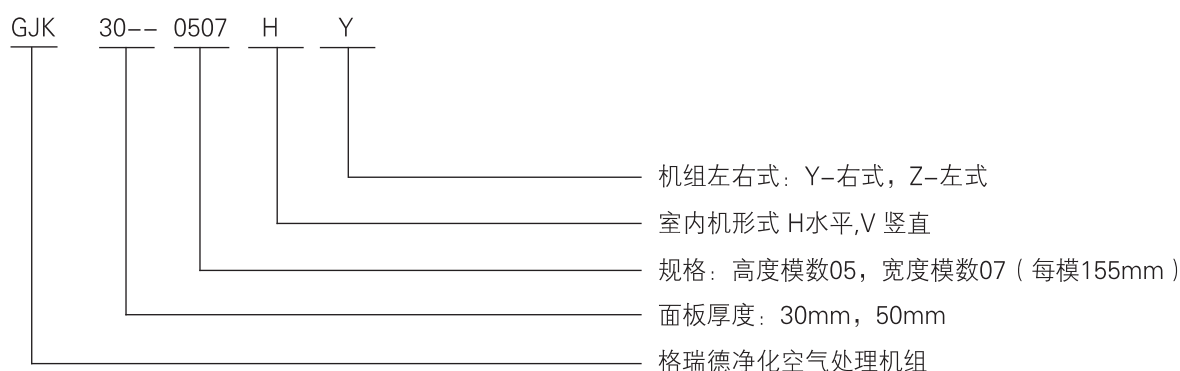 GJK 30-- 0507 H Y
机组左右式：Y-右式，Z-左式
室内机形式 H水平,V 竖直
规格：高度模数05，宽度模数07（每模155mm）
面板厚度：30mm，50mm
格瑞德净化空气处理机组